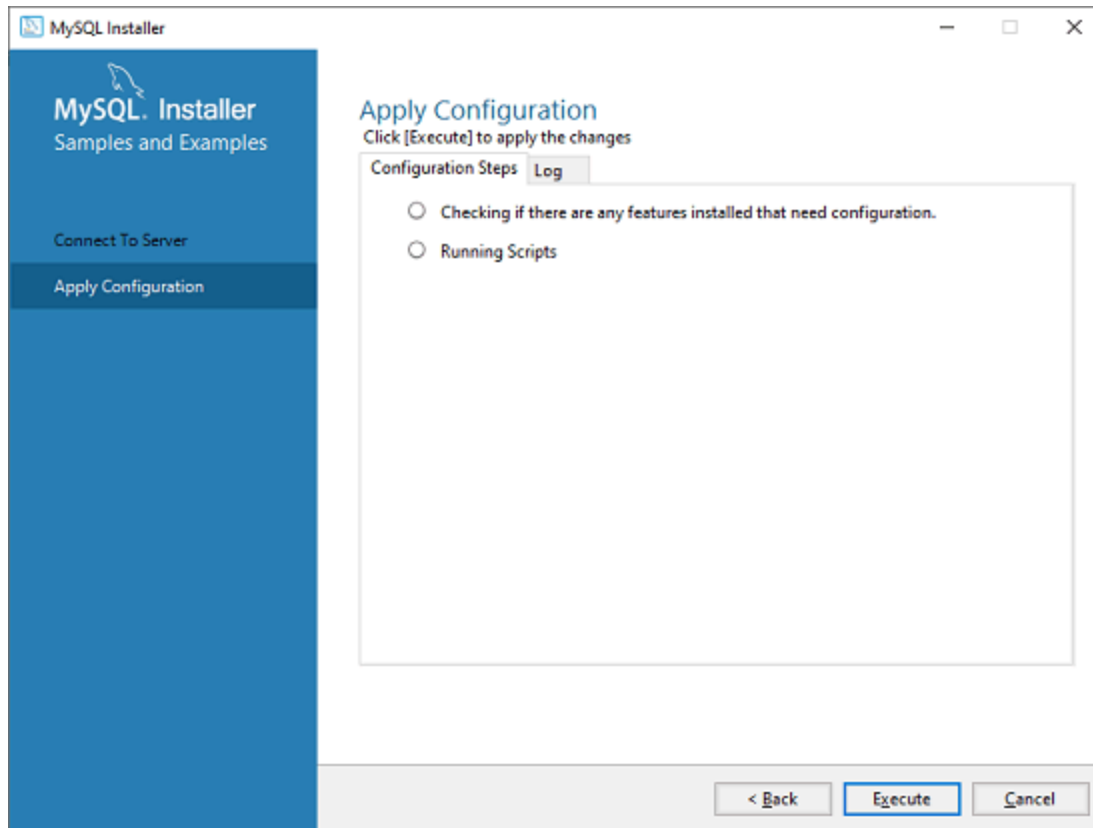 MySQL Installer
MySQL. Installer
Samples and Examples
Connect To Server
Apply Configuration
Apply Configuration
Click [Execute] to apply the changes
Configuration Steps Log
Checking if there are any features installed that need configuration.
Running Scripts
< Back Execute Cancel